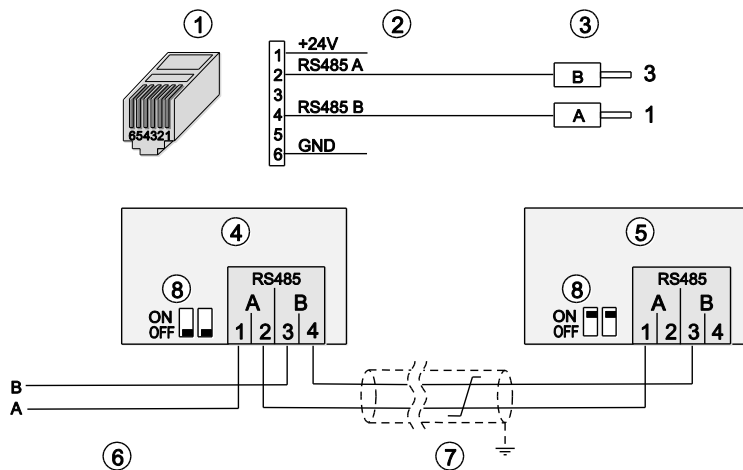 1 2 3
654321
1 +24V
2 RS485 A B 3
3
4 RS485 B A 1
5
6 GND
4 5
8 RS485 8 RS485
A B A B
ON ON
OFF 1 2 3 4 OFF 1 2 3 4
B
A
6 7